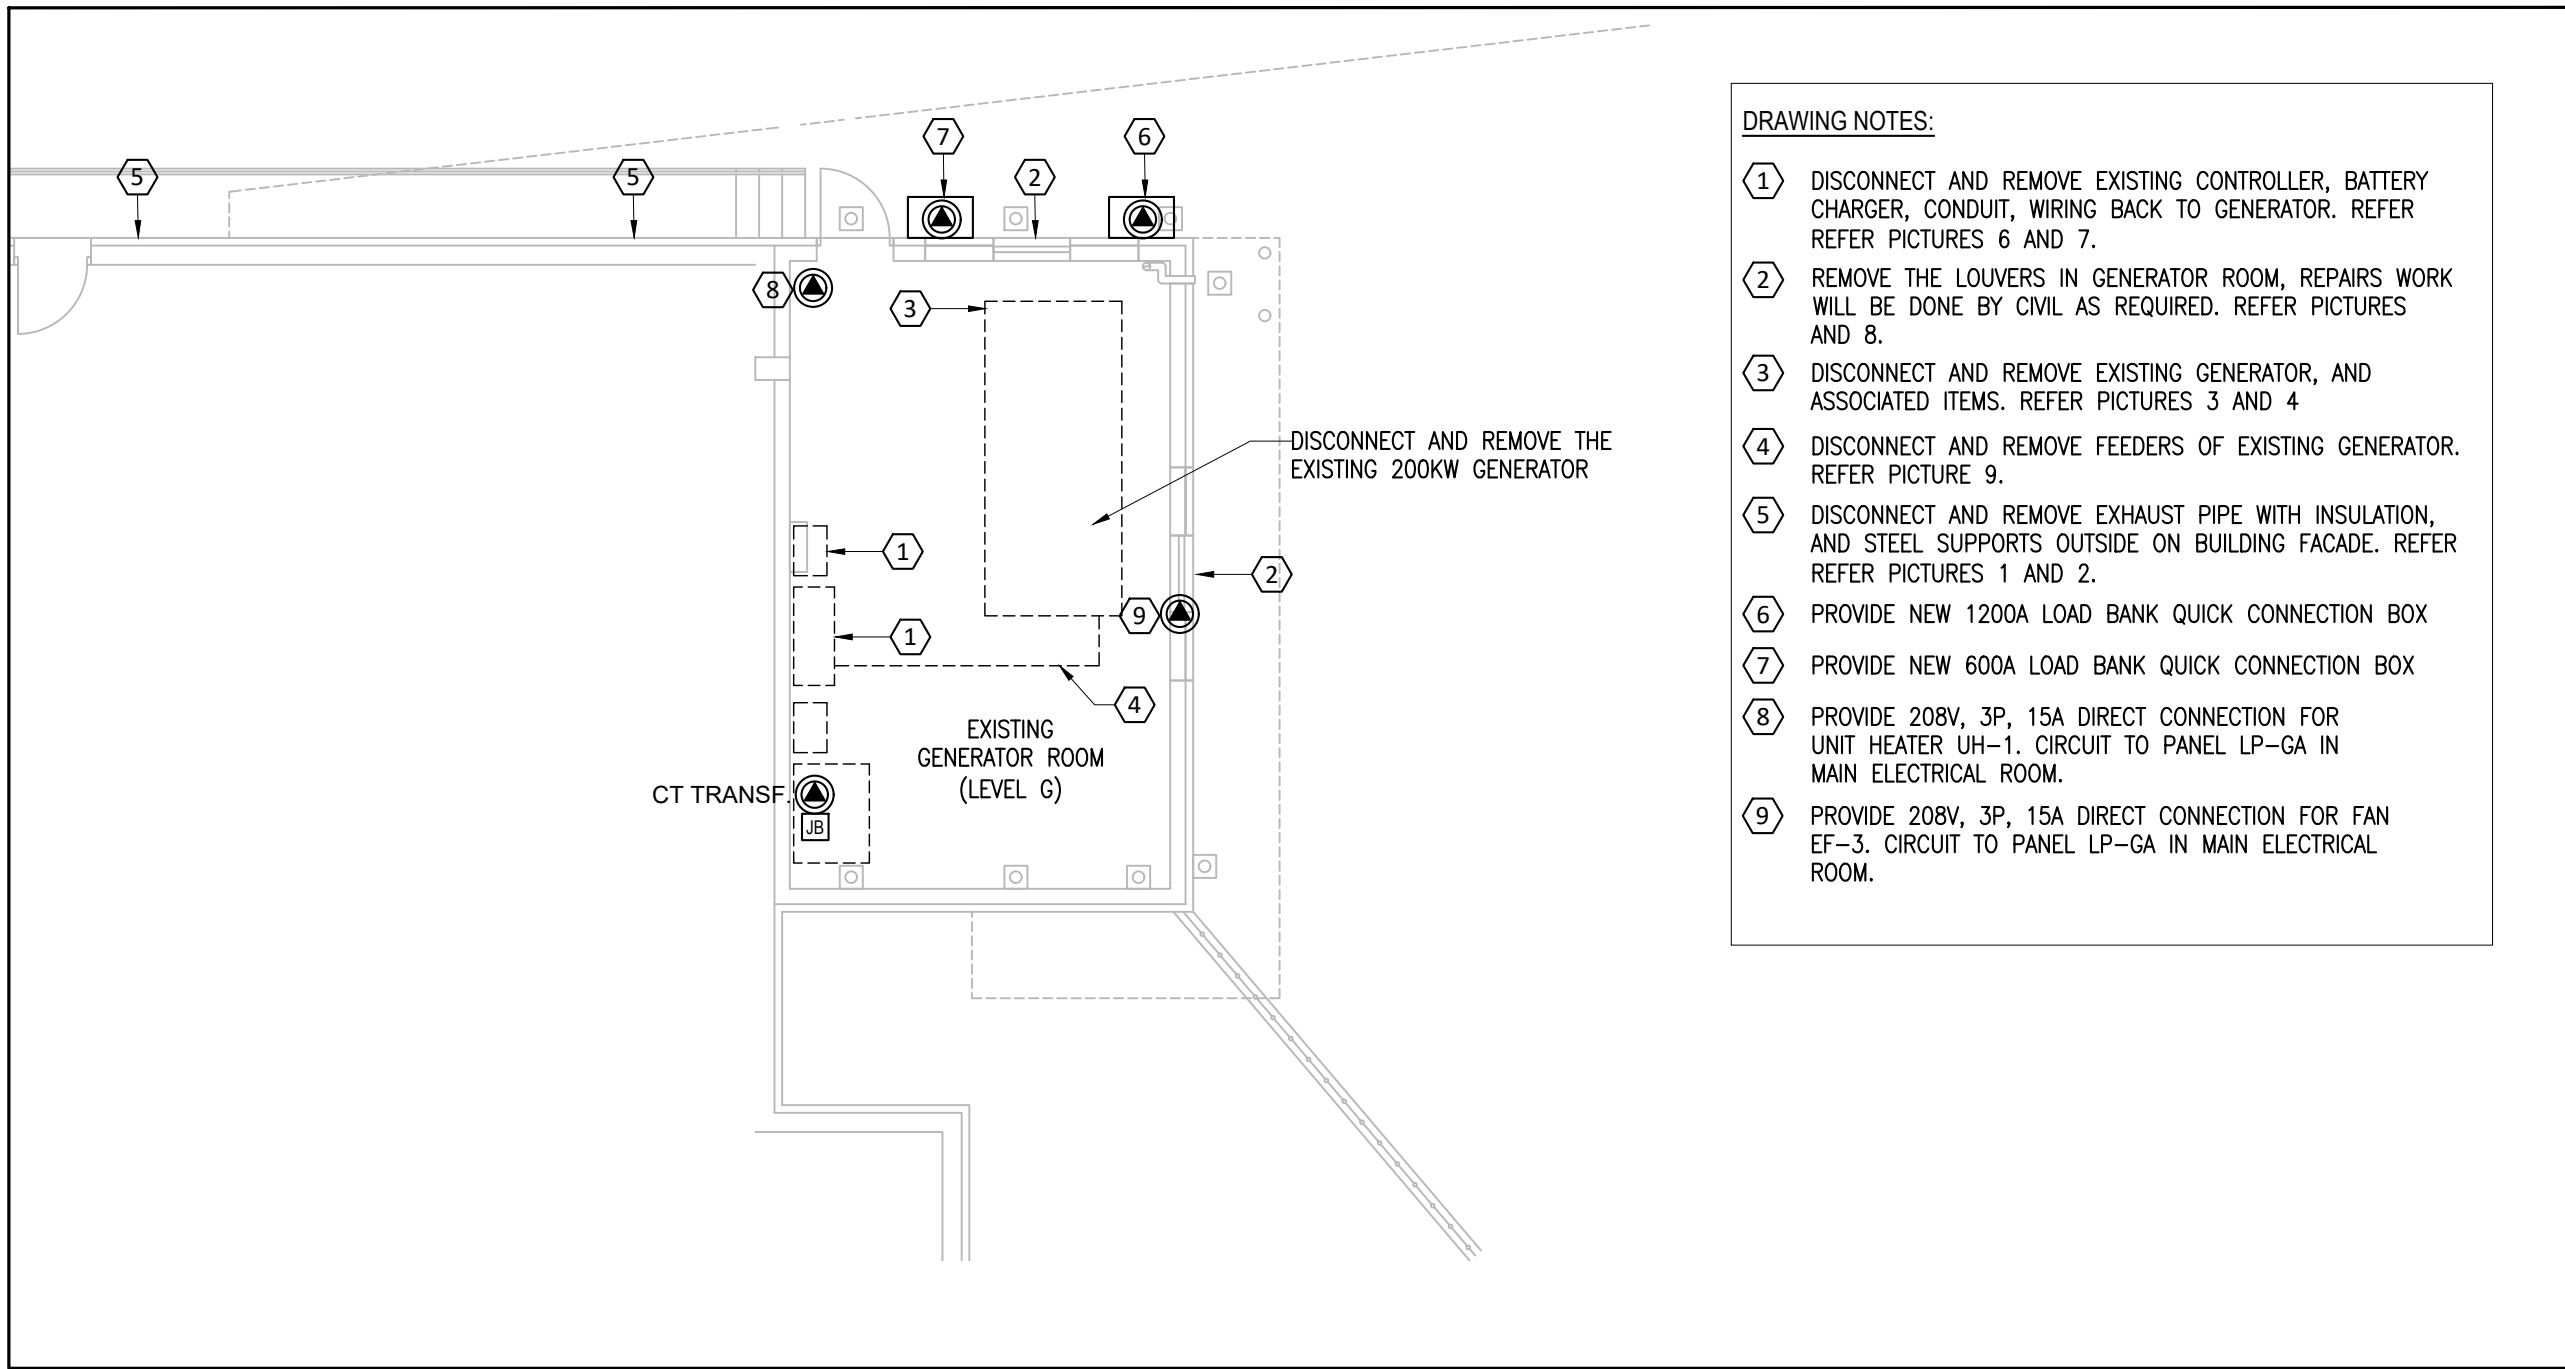 7
6
5
5
2
8
3
DISCONNECT AND REMOVE THE
EXISTING 200KW GENERATOR
1
2
9
1
4
EXISTING
GENERATOR ROOM
(LEVEL G)
CT TRANSF.
JB
DRAWING NOTES:
1 DISCONNECT AND REMOVE EXISTING CONTROLLER, BATTERY
CHARGER, CONDUIT, WIRING BACK TO GENERATOR. REFER
REFER PICTURES 6 AND 7.
2 REMOVE THE LOUVERS IN GENERATOR ROOM, REPAIRS WORK
WILL BE DONE BY CIVIL AS REQUIRED. REFER PICTURES
AND 8.
3 DISCONNECT AND REMOVE EXISTING GENERATOR, AND
ASSOCIATED ITEMS. REFER PICTURES 3 AND 4
4 DISCONNECT AND REMOVE FEEDERS OF EXISTING GENERATOR.
REFER PICTURE 9.
5 DISCONNECT AND REMOVE EXHAUST PIPE WITH INSULATION,
AND STEEL SUPPORTS OUTSIDE ON BUILDING FACADE. REFER
REFER PICTURES 1 AND 2.
6 PROVIDE NEW 1200A LOAD BANK QUICK CONNECTION BOX
7 PROVIDE NEW 600A LOAD BANK QUICK CONNECTION BOX
8 PROVIDE 208V, 3P, 15A DIRECT CONNECTION FOR
UNIT HEATER UH-1. CIRCUIT TO PANEL LP-GA IN
MAIN ELECTRICAL ROOM.
9 PROVIDE 208V, 3P, 15A DIRECT CONNECTION FOR FAN
EF-3. CIRCUIT TO PANEL LP-GA IN MAIN ELECTRICAL
ROOM.